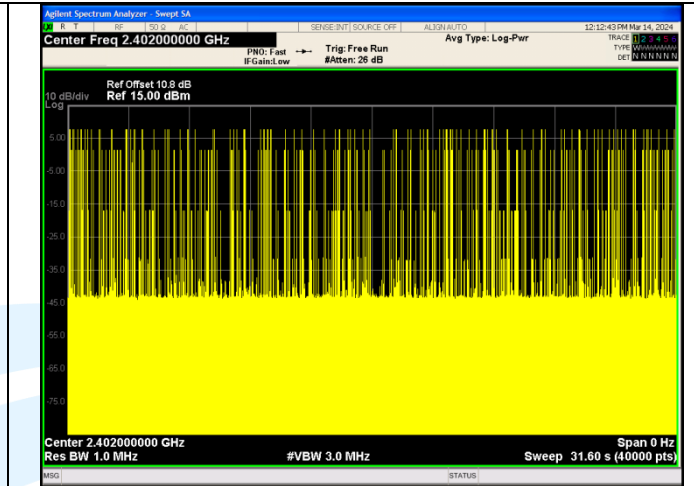 Agilent Spectrum Analyzer - Swept SA
R T RF 50 Ω AC SENSE:INT SOURCE OFF ALIGN AUTO 12:12:43 PM Mar 14, 2024
Center Freq 2.402000000 GHz
PNO: Fast
IFGain:Low
Trig: Free Run
#Atten: 26 dB
Avg Type: Log-Pwr
TRACE 1 2 3 4 5 6
TYPE WWWWWW
DET N N N N N N
Ref Offset 10.8 dB
10 dB/div Ref 15.00 dBm
Log
5.00
-5.00
-15.0
-25.0
-35.0
-45.0
-55.0
-65.0
-75.0
Center 2.402000000 GHz Span 0 Hz
Res BW 1.0 MHz #VBW 3.0 MHz Sweep 31.60 s (40000 pts)
MSG STATUS